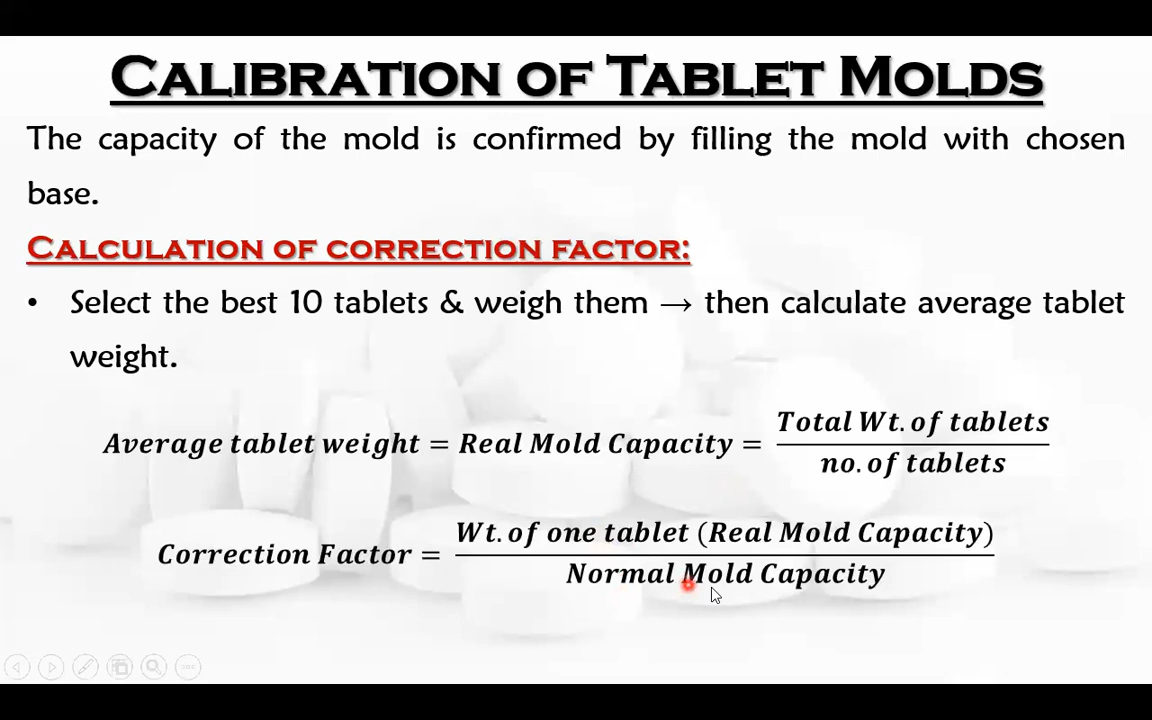 CALIBRATION OF TABLET MOLDS
The capacity of the mold is confirmed by filling the mold with chosen
base.
CALCULATION OF CORRECTION FACTOR:
• Select the best 10 tablets & weigh them → then calculate average tablet
weight.
Average tablet weight = Real Mold Capacity = Total Wt. of tablets / no. of tablets
Correction Factor = Wt. of one tablet (Real Mold Capacity) / Normal Mold Capacity